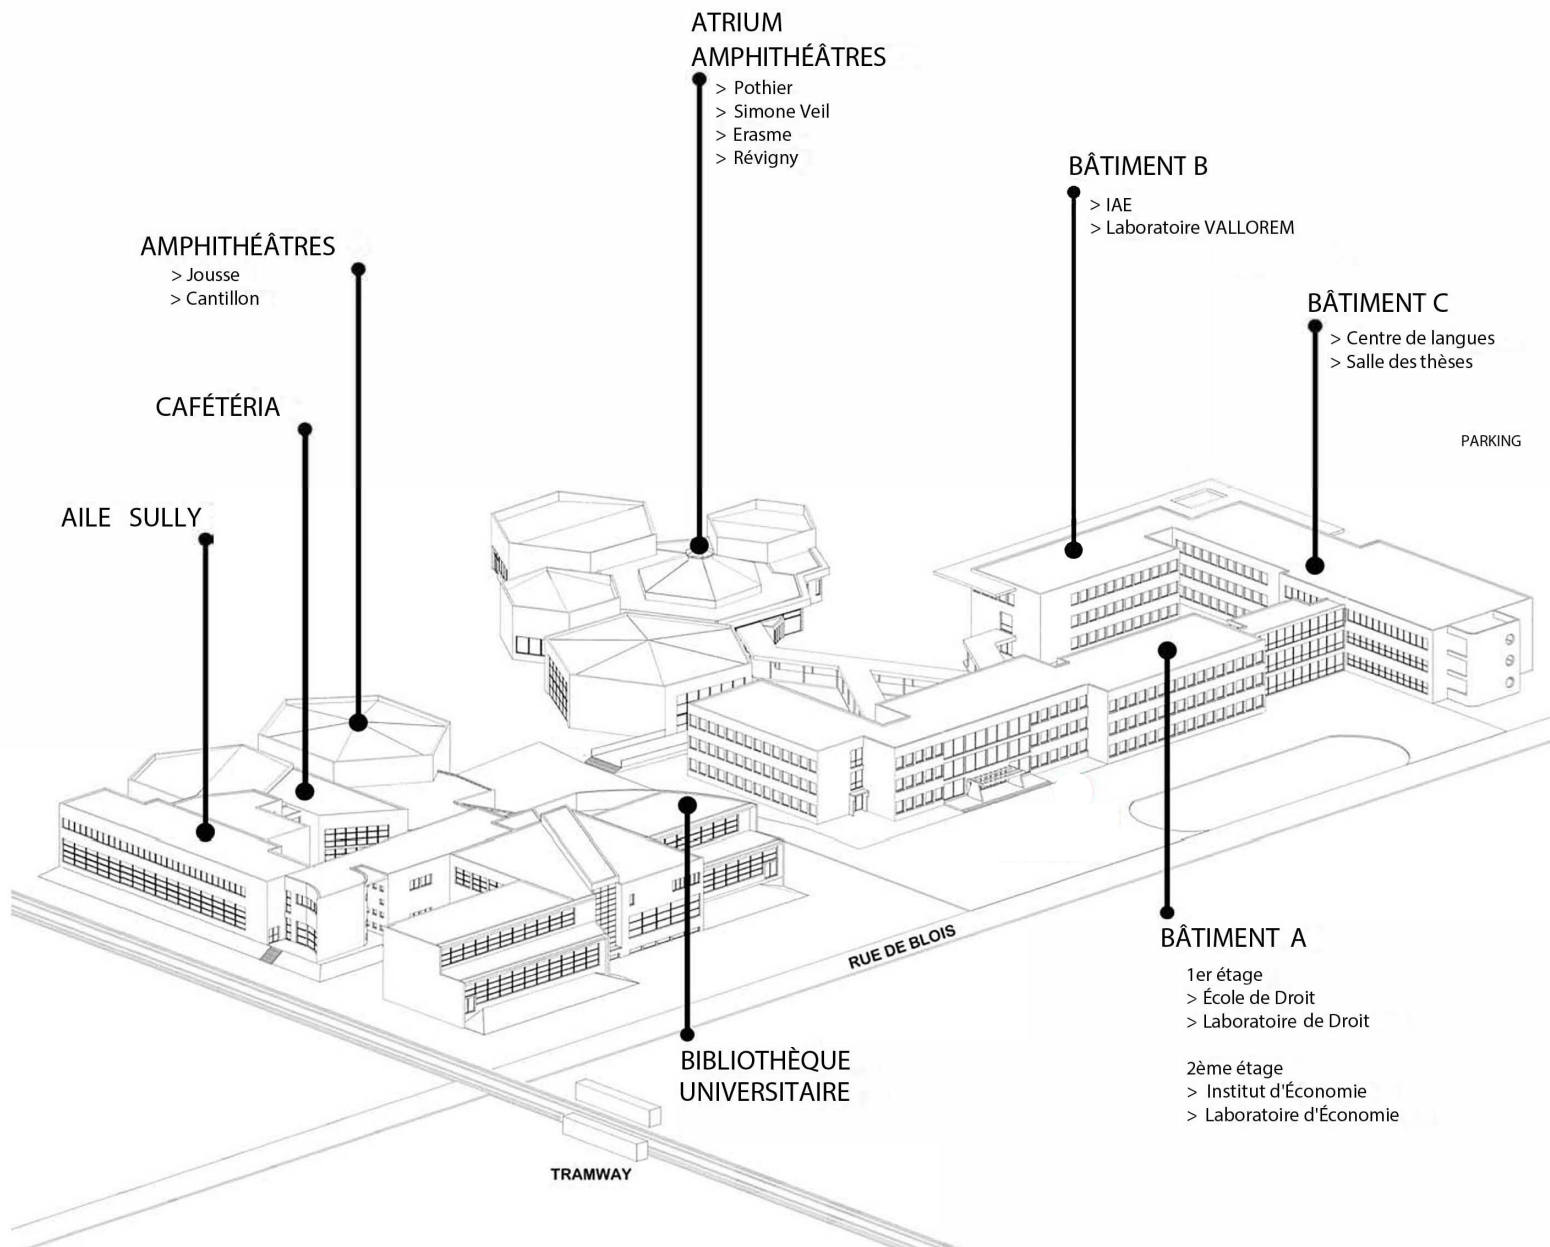 ATRIUM
AMPHITHÉÂTRES
> Pothier
> Simone Veil
> Erasme
> Révigny
BÂTIMENT B
> IAE
> Laboratoire VALLOREM
AMPHITHÉÂTRES
> Jousse
> Cantillon
BÂTIMENT C
> Centre de langues
> Salle des thèses
CAFÉTÉRIA
PARKING
AILE SULLY
RUE DE BLOIS
BÂTIMENT A
1er étage
> École de Droit
> Laboratoire de Droit
2ème étage
> Institut d'Économie
> Laboratoire d'Économie
BIBLIOTHÈQUE
UNIVERSITAIRE
TRAMWAY